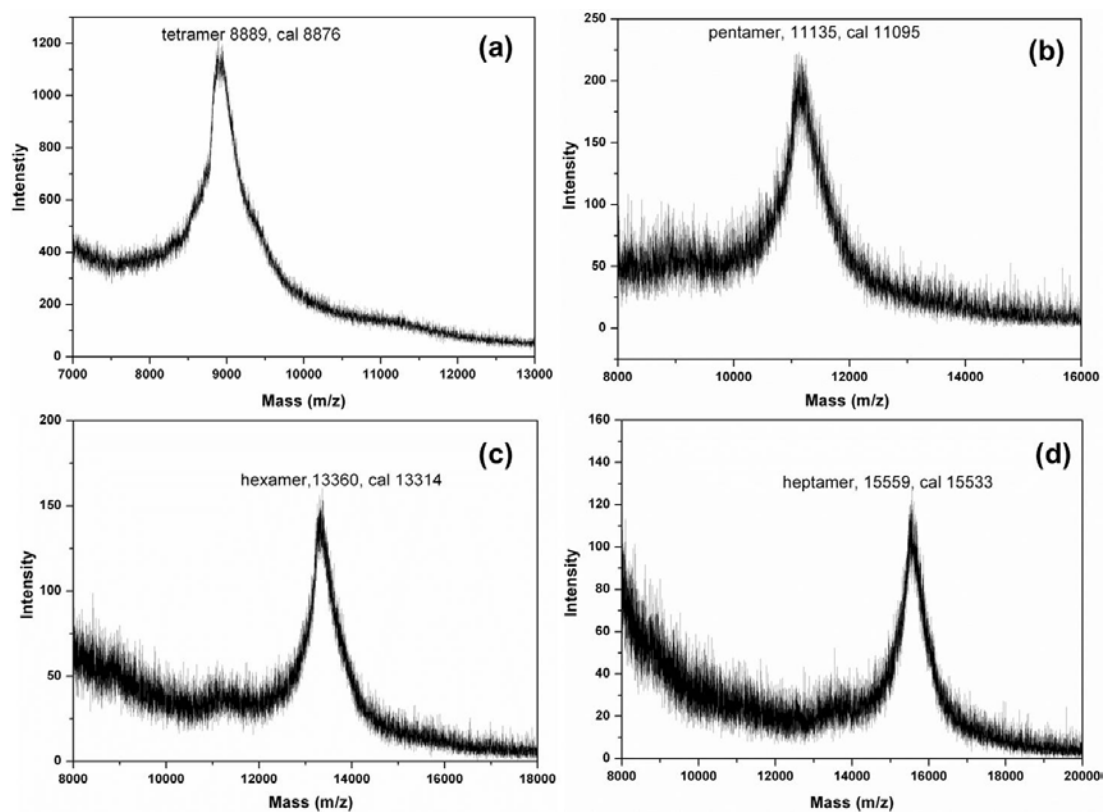 tetramer 8889, cal 8876
(a)
1200
1000
800
600
400
200
0
Intenstiy
7000 8000 9000 10000 11000 12000 13000
Mass (m/z)
pentamer, 11135, cal 11095
(b)
250
200
150
100
50
0
Intensity
8000 10000 12000 14000 16000
Mass (m/z)
hexamer,13360, cal 13314
(c)
200
150
100
50
0
Intensity
8000 10000 12000 14000 16000 18000
Mass (m/z)
heptamer, 15559, cal 15533
(d)
160
140
120
100
80
60
40
20
0
Intensity
8000 10000 12000 14000 16000 18000 20000
Mass (m/z)